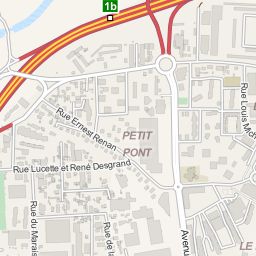 1b
Rue Ernest Renan
PETIT
PONT
Rue Louis Mich
Rue Lucette et René Desgrand
Rue du Marais
Rue de la
Avenu
LE